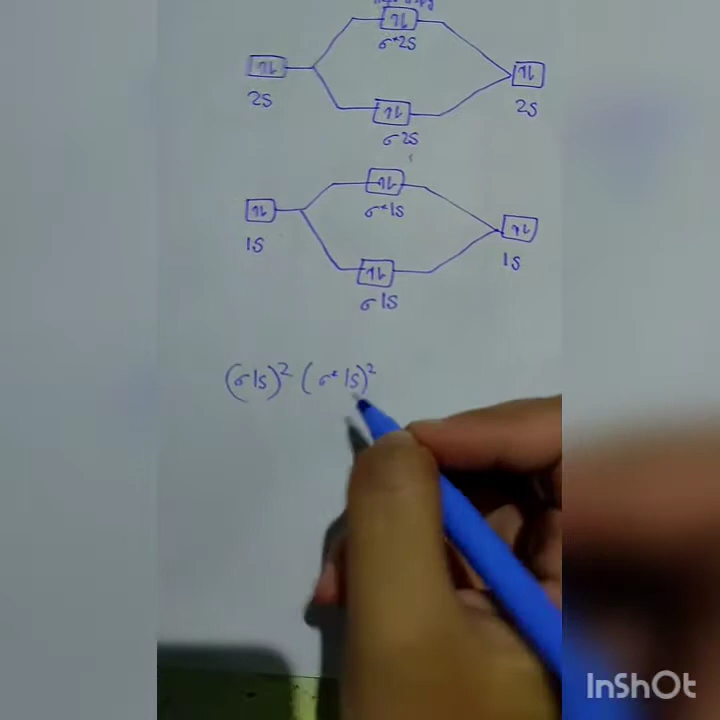 ⥮
σ*2s
⥮ ⥮
2s 2s
⥮
σ2s
⥮
σ*1s
⥮ ⥮
1s 1s
⥮
σ1s
(σ1s)² (σ*1s)²
InShOt